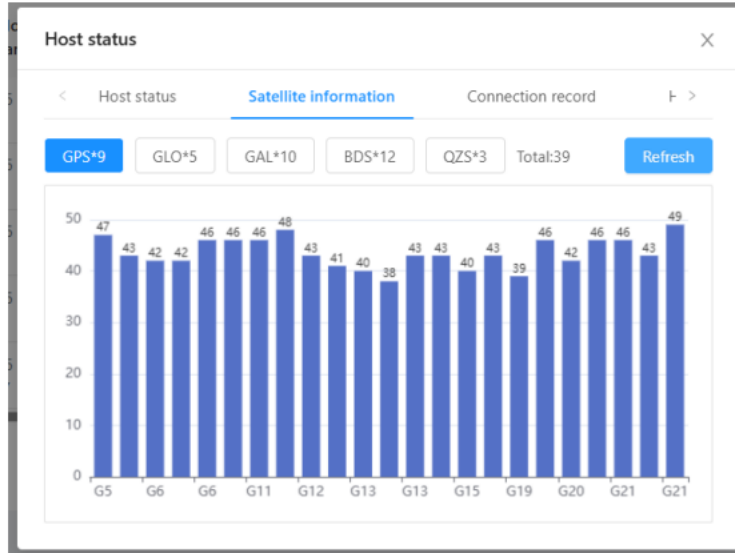 Host status
Host status Satellite information Connection record
GPS*9 GLO*5 GAL*10 BDS*12 QZS*3 Total:39 Refresh
50
47 43 42 42 46 46 46 48 43 41 40 38 43 43 40 43 39 46 42 46 46 43 49
40
30
20
10
0
G5 G6 G6 G11 G12 G13 G13 G15 G19 G20 G21 G21